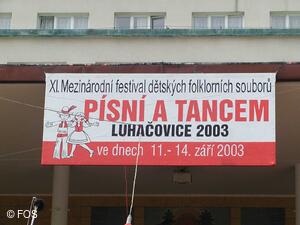 XI. Mezinárodní festival dětských folklorních souborů
PÍSNÍ A TANCEM
LUHAČOVICE 2003
ve dnech 11.- 14. září 2003
© FOS